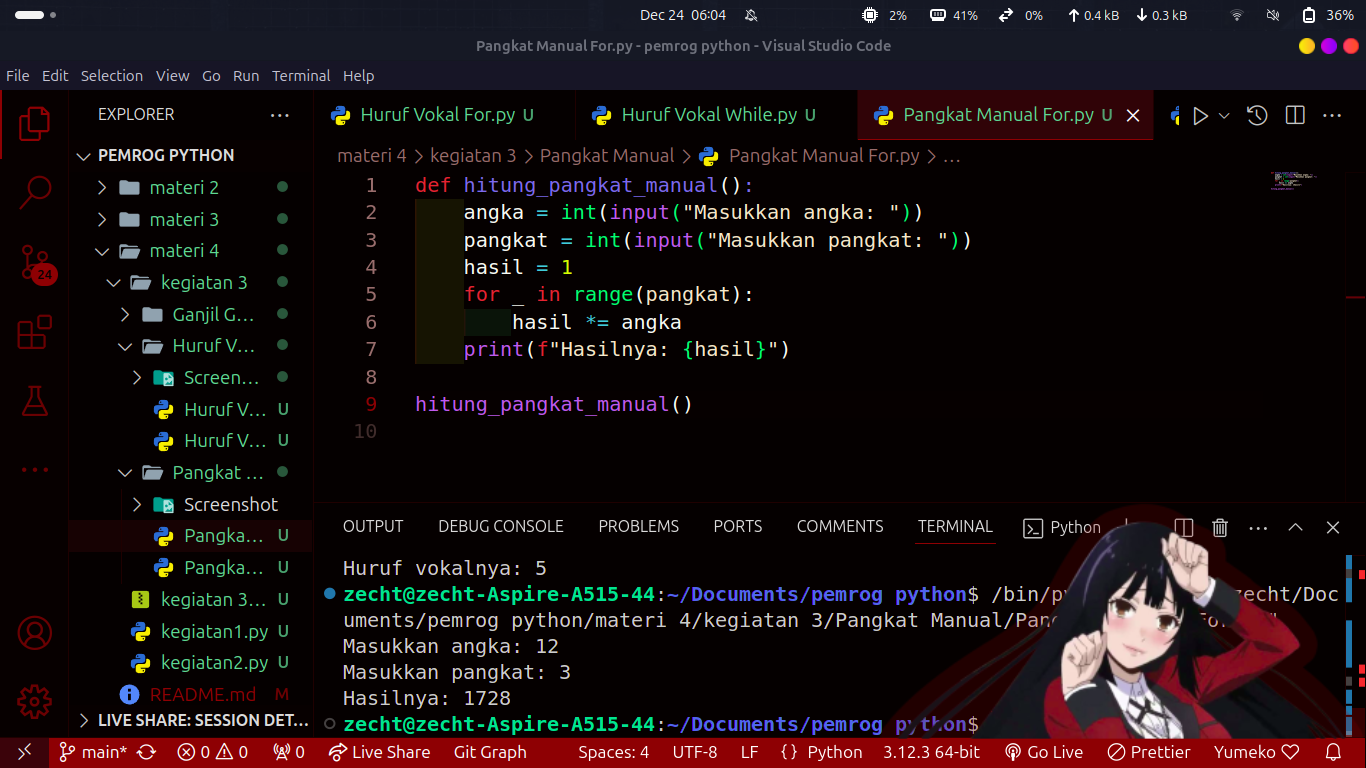 Dec 24 06:04 2% 41% 0% 0.4 kB 0.3 kB 36%
Pangkat Manual For.py - pemrog python - Visual Studio Code
File Edit Selection View Go Run Terminal Help
EXPLORER
PEMROG PYTHON
materi 2
materi 3
materi 4
kegiatan 3
Ganjil G...
Huruf V...
Screen...
Huruf V... U
Huruf V... U
Pangkat ...
Screenshot
Pangka... U
Pangka... U
kegiatan 3... U
kegiatan1.py U
kegiatan2.py U
README.md M
LIVE SHARE: SESSION DET...
24
Huruf Vokal For.py U Huruf Vokal While.py U Pangkat Manual For.py U
materi 4 > kegiatan 3 > Pangkat Manual > Pangkat Manual For.py > ...
1 def hitung_pangkat_manual():
2 angka = int(input("Masukkan angka: "))
3 pangkat = int(input("Masukkan pangkat: "))
4 hasil = 1
5 for _ in range(pangkat):
6 hasil *= angka
7 print(f"Hasilnya: {hasil}")
8
9 hitung_pangkat_manual()
10
OUTPUT DEBUG CONSOLE PROBLEMS PORTS COMMENTS TERMINAL Python
Huruf vokalnya: 5
zecht@zecht-Aspire-A515-44:~/Documents/pemrog python$ /bin/py zecht/Doc
uments/pemrog python/materi 4/kegiatan 3/Pangkat Manual/Pan
Masukkan angka: 12
Masukkan pangkat: 3
Hasilnya: 1728
zecht@zecht-Aspire-A515-44:~/Documents/pemrog python$
main* 0 0 0 Live Share Git Graph Spaces: 4 UTF-8 LF {} Python 3.12.3 64-bit Go Live Prettier Yumeko